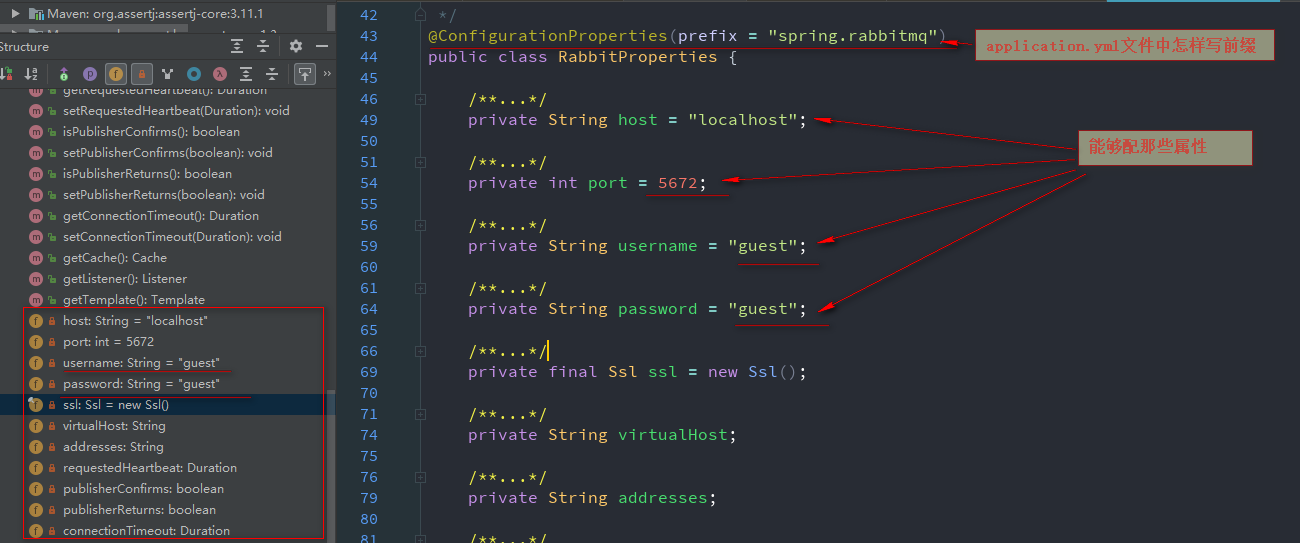 Maven: org.assertj:assertj-core:3.11.1
Structure
getRequestedHeartbeat(): Duration
setRequestedHeartbeat(Duration): void
isPublisherConfirms(): boolean
setPublisherConfirms(boolean): void
isPublisherReturns(): boolean
setPublisherReturns(boolean): void
getConnectionTimeout(): Duration
setConnectionTimeout(Duration): void
getCache(): Cache
getListener(): Listener
getTemplate(): Template
host: String = "localhost"
port: int = 5672
username: String = "guest"
password: String = "guest"
ssl: Ssl = new Ssl()
virtualHost: String
addresses: String
requestedHeartbeat: Duration
publisherConfirms: boolean
publisherReturns: boolean
connectionTimeout: Duration
42 */
43 @ConfigurationProperties(prefix = "spring.rabbitmq")
application.yml文件中怎样写前缀
44 public class RabbitProperties {
45
46 /**...*/
49 private String host = "localhost";
50
能够配那些属性
51 /**...*/
54 private int port = 5672;
55
56 /**...*/
59 private String username = "guest";
60
61 /**...*/
64 private String password = "guest";
65
66 /**...*/
69 private final Ssl ssl = new Ssl();
70
71 /**...*/
74 private String virtualHost;
75
76 /**...*/
79 private String addresses;
80
81 /**...*/